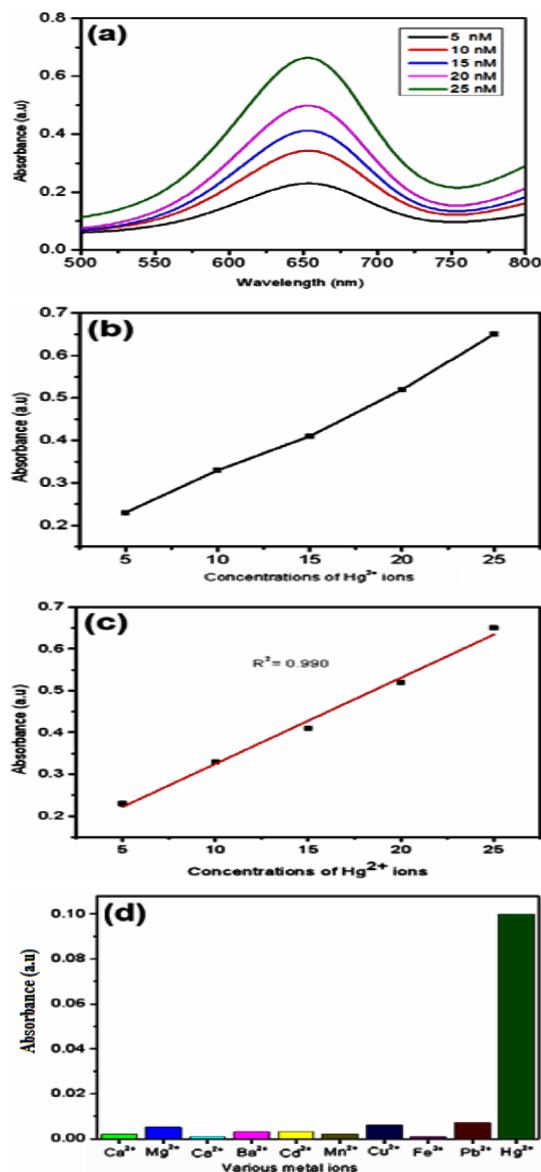 (a)
5 nM
10 nM
15 nM
20 nM
25 nM
0.8
0.6
0.4
0.2
0.0
Absorbance (a.u)
500 550 600 650 700 750 800
Wavelength (nm)
(b)
0.7
0.6
0.5
0.4
0.3
0.2
Absorbance (a.u)
5 10 15 20 25
Concentrations of Hg²⁺ ions
(c)
R²= 0.990
0.7
0.6
0.5
0.4
0.3
0.2
Absorbance (a.u)
5 10 15 20 25
Concentrations of Hg²⁺ ions
(d)
0.10
0.08
0.06
0.04
0.02
0.00
Absorbance (a.u)
Ca²⁺ Mg²⁺ Ca²⁺ Ba²⁺ Cd²⁺ Mn²⁺ Cu²⁺ Fe³⁺ Pb²⁺ Hg²⁺
Various metal ions